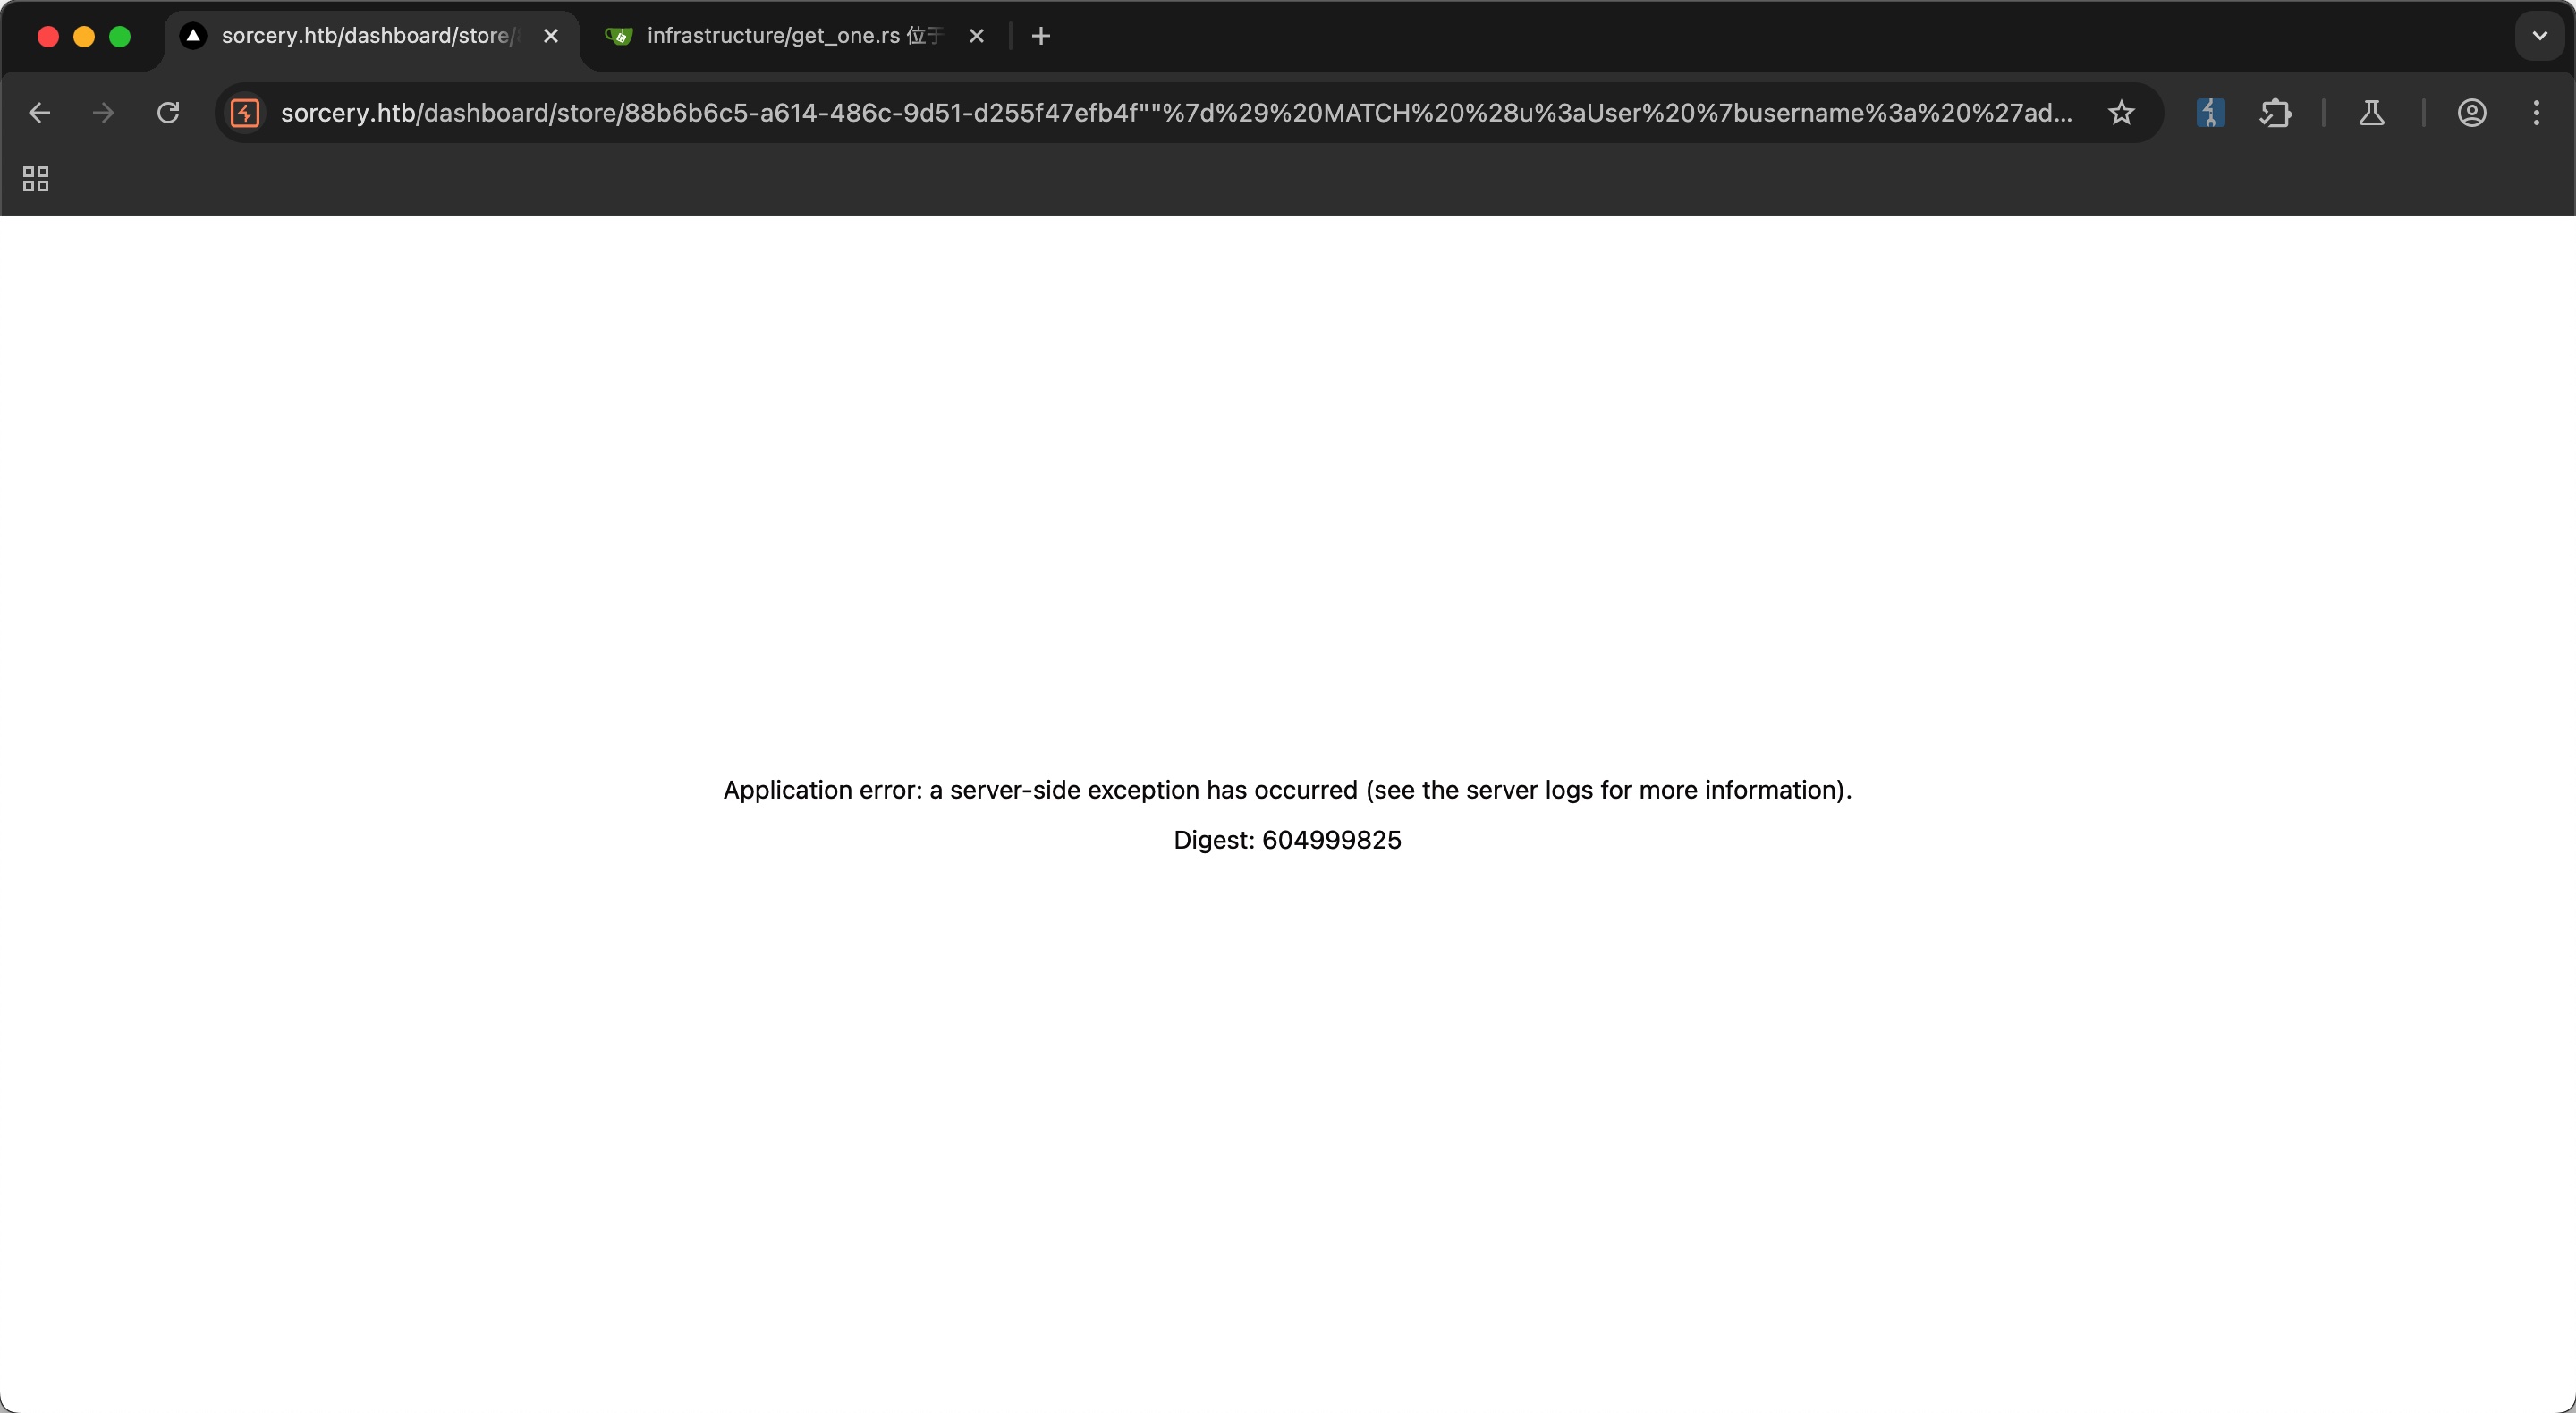 sorcery.htb/dashboard/store/
infrastructure/get_one.rs 位于
sorcery.htb/dashboard/store/88b6b6c5-a614-486c-9d51-d255f47efb4f""%7d%29%20MATCH%20%28u%3aUser%20%7busername%3a%20%27ad...
Application error: a server-side exception has occurred (see the server logs for more information).
Digest: 604999825